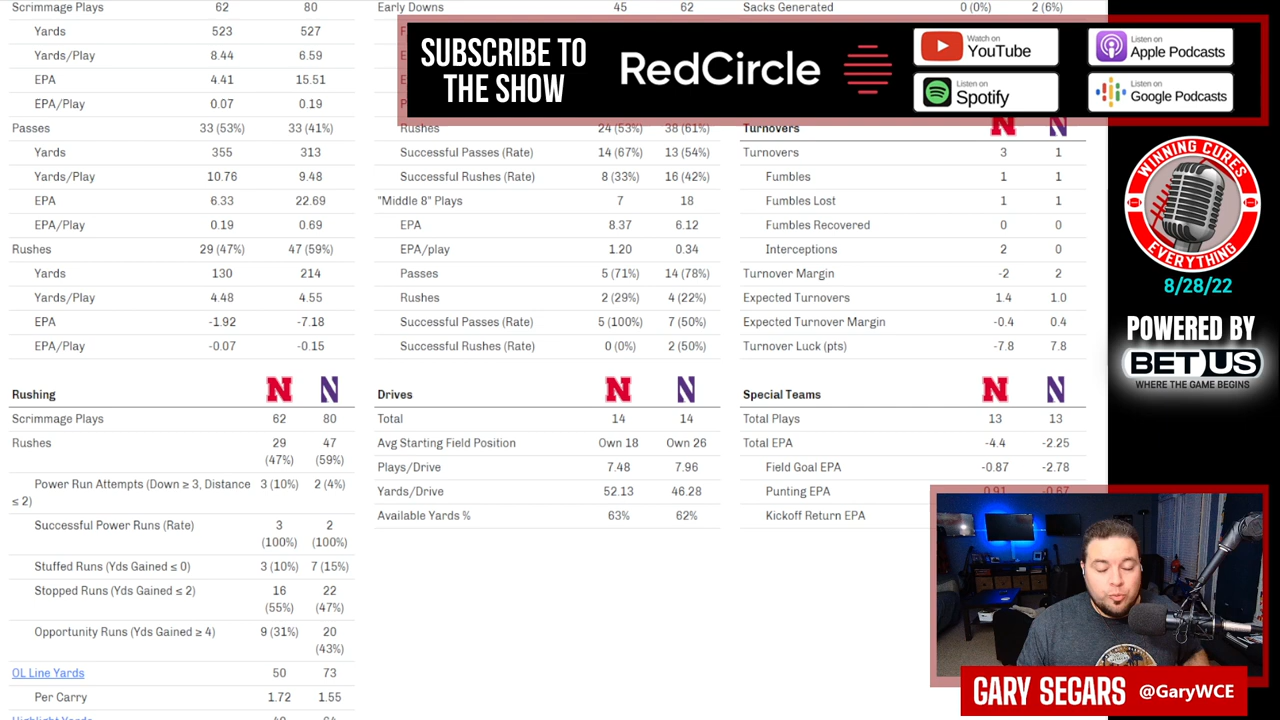 Scrimmage Plays 62 80
Yards 523 527
Yards/Play 8.44 6.59
EPA 4.41 15.51
EPA/Play 0.07 0.19
Passes 33 (53%) 33 (41%)
Yards 355 313
Yards/Play 10.76 9.48
EPA 6.33 22.69
EPA/Play 0.19 0.69
Rushes 29 (47%) 47 (59%)
Yards 130 214
Yards/Play 4.48 4.55
EPA -1.92 -7.18
EPA/Play -0.07 -0.15
Rushing N N
Scrimmage Plays 62 80
Rushes 29 47
(47%) (59%)
Power Run Attempts (Down ≥ 3, Distance 3 (10%) 2 (4%)
≤ 2)
Successful Power Runs (Rate) 3 2
(100%) (100%)
Stuffed Runs (Yds Gained ≤ 0) 3 (10%) 7 (15%)
Stopped Runs (Yds Gained ≤ 2) 16 22
(55%) (47%)
Opportunity Runs (Yds Gained ≥ 4) 9 (31%) 20
(43%)
OL Line Yards 50 73
Per Carry 1.72 1.55
Early Downs 45 62
Rushes 24 (53%) 38 (61%)
Successful Passes (Rate) 14 (67%) 13 (54%)
Successful Rushes (Rate) 8 (33%) 16 (42%)
"Middle 8" Plays 7 18
EPA 8.37 6.12
EPA/play 1.20 0.34
Passes 5 (71%) 14 (78%)
Rushes 2 (29%) 4 (22%)
Successful Passes (Rate) 5 (100%) 7 (50%)
Successful Rushes (Rate) 0 (0%) 2 (50%)
Drives N N
Total 14 14
Avg Starting Field Position Own 18 Own 26
Plays/Drive 7.48 7.96
Yards/Drive 52.13 46.28
Available Yards % 63% 62%
Sacks Generated 0 (0%) 2 (6%)
Turnovers N N
Turnovers 3 1
Fumbles 1 1
Fumbles Lost 1 1
Fumbles Recovered 0 0
Interceptions 2 0
Turnover Margin -2 2
Expected Turnovers 1.4 1.0
Expected Turnover Margin -0.4 0.4
Turnover Luck (pts) -7.8 7.8
Special Teams N N
Total Plays 13 13
Total EPA -4.4 -2.25
Field Goal EPA -0.87 -2.78
Punting EPA 0.91 -0.67
Kickoff Return EPA
SUBSCRIBE TO
THE SHOW
RedCircle
Watch on
YouTube
Listen on
Apple Podcasts
Listen on
Spotify
Listen on
Google Podcasts
WINNING CURES
EVERYTHING
8/28/22
POWERED BY
BETUS
WHERE THE GAME BEGINS
GARY SEGARS @GaryWCE